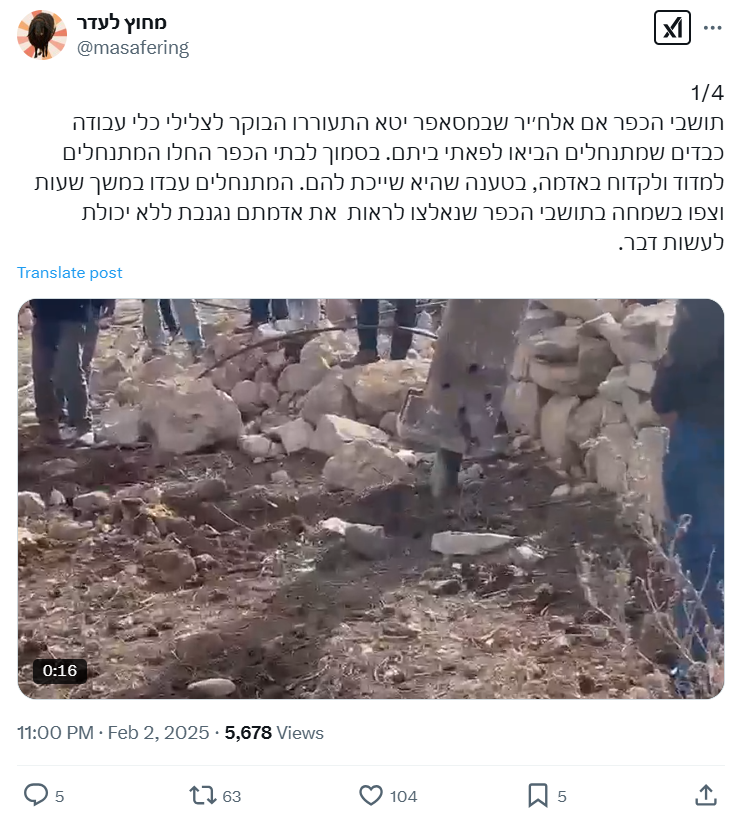 מחוץ לעדר
@masafering
1/4
תושבי הכפר אם אלח׳יר שבמסאפר יטא התעוררו הבוקר לצלילי כלי עבודה
כבדים שמתנחלים הביאו לפאתי ביתם. בסמוך לבתי הכפר החלו המתנחלים
למדוד ולקדוח באדמה, בטענה שהיא שייכת להם. המתנחלים עבדו במשך שעות
וצפו בשמחה בתושבי הכפר שנאלצו לראות  את אדמתם נגנבת ללא יכולת
לעשות דבר.
Translate post
0:16
11:00 PM · Feb 2, 2025 · 5,678 Views
5 63 104 5